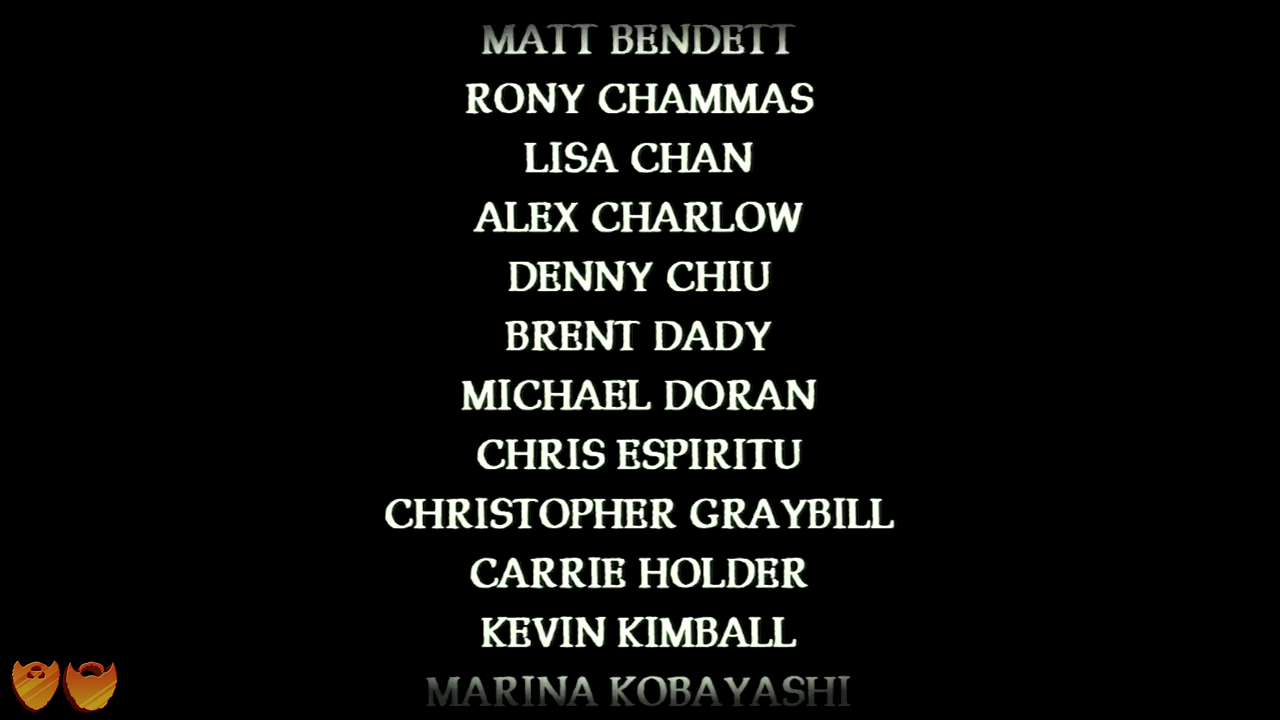 MATT BENDETT
RONY CHAMMAS
LISA CHAN
ALEX CHARLOW
DENNY CHIU
BRENT DADY
MICHAEL DORAN
CHRIS ESPIRITU
CHRISTOPHER GRAYBILL
CARRIE HOLDER
KEVIN KIMBALL
MARINA KOBAYASHI